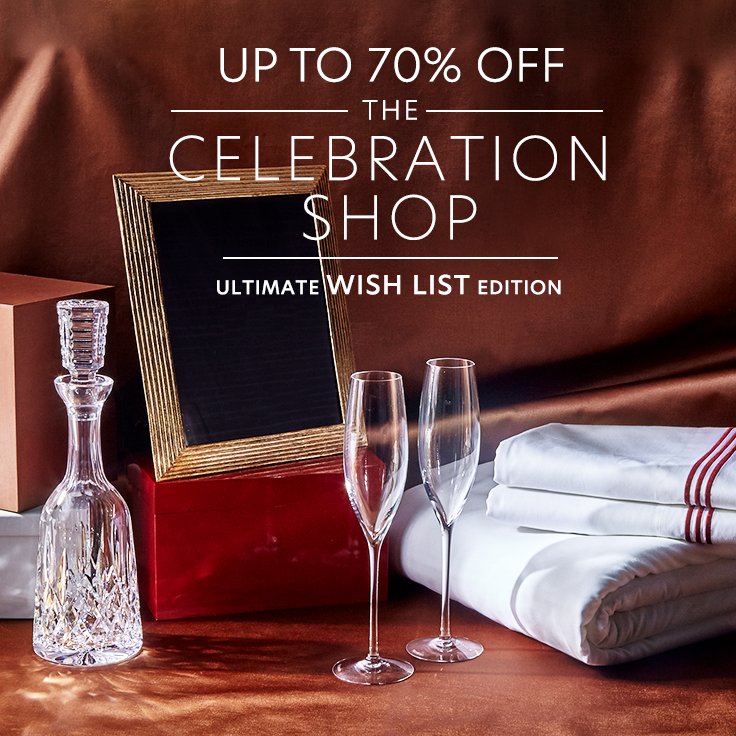 UP TO 70% OFF
THE
CELEBRATION
SHOP
ULTIMATE WISH LIST EDITION